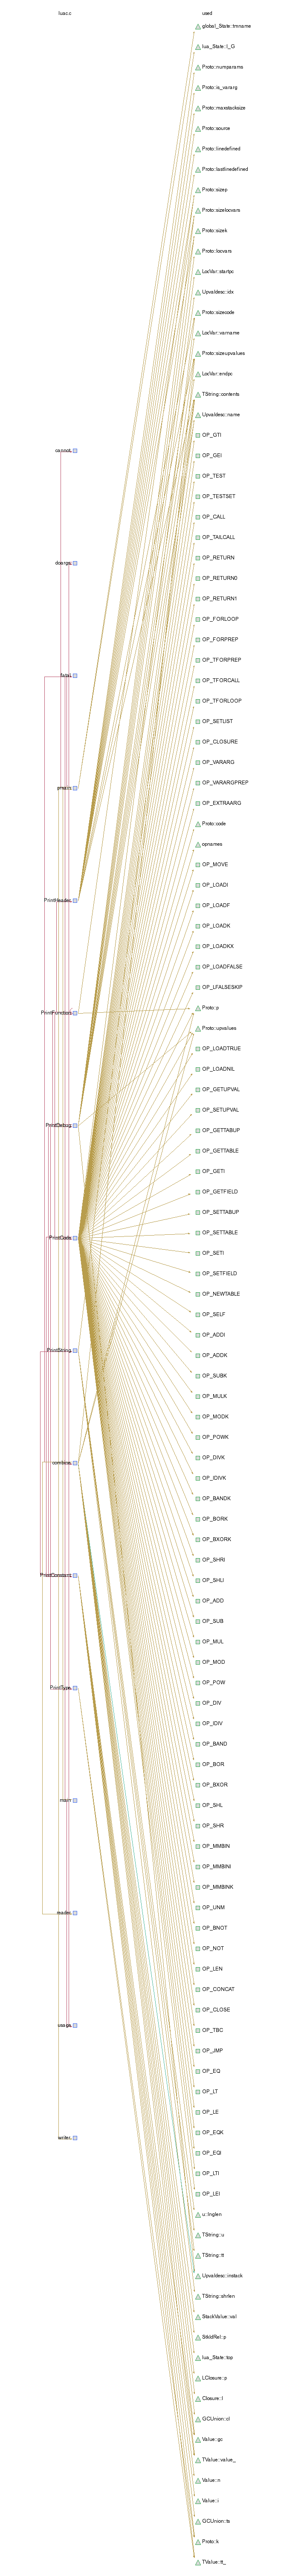 luac.c
used
global_State::tmname
lua_State::l_G
Proto::numparams
Proto::is_vararg
Proto::maxstacksize
Proto::source
Proto::linedefined
Proto::lastlinedefined
Proto::sizep
Proto::sizelocvars
Proto::sizek
Proto::locvars
LocVar::startpc
Upvaldesc::idx
Proto::sizecode
LocVar::varname
Proto::sizeupvalues
LocVar::endpc
TString::contents
Upvaldesc::name
OP_GTI
cannot
OP_GEI
OP_TEST
OP_TESTSET
OP_CALL
OP_TAILCALL
doargs
OP_RETURN
OP_RETURN0
OP_RETURN1
OP_FORLOOP
OP_FORPREP
OP_TFORPREP
fatal
OP_TFORCALL
OP_TFORLOOP
OP_SETLIST
OP_CLOSURE
OP_VARARG
OP_VARARGPREP
pmain
OP_EXTRAARG
Proto::code
opnames
OP_MOVE
OP_LOADI
PrintHeader
OP_LOADF
OP_LOADK
OP_LOADKX
OP_LOADFALSE
OP_LFALSESKIP
Proto::p
PrintFunction
Proto::upvalues
OP_LOADTRUE
OP_LOADNIL
OP_GETUPVAL
OP_SETUPVAL
PrintDebug
OP_GETTABUP
OP_GETTABLE
OP_GETI
OP_GETFIELD
OP_SETTABUP
OP_SETTABLE
PrintCode
OP_SETI
OP_SETFIELD
OP_NEWTABLE
OP_SELF
OP_ADDI
PrintString
OP_ADDK
OP_SUBK
OP_MULK
OP_MODK
OP_POWK
OP_DIVK
combine
OP_IDIVK
OP_BANDK
OP_BORK
OP_BXORK
OP_SHRI
PrintConstant
OP_SHLI
OP_ADD
OP_SUB
OP_MUL
OP_MOD
OP_POW
PrintType
OP_DIV
OP_IDIV
OP_BAND
OP_BOR
OP_BXOR
main
OP_SHL
OP_SHR
OP_MMBIN
OP_MMBINI
OP_MMBINK
OP_UNM
reader
OP_BNOT
OP_NOT
OP_LEN
OP_CONCAT
OP_CLOSE
usage
OP_TBC
OP_JMP
OP_EQ
OP_LT
OP_LE
OP_EQK
writer
OP_EQI
OP_LTI
OP_LEI
u::lnglen
TString::u
TString::tt
Upvaldesc::instack
TString::shrlen
StackValue::val
StkIdRel::p
lua_State::top
LClosure::p
Closure::l
GCUnion::cl
Value::gc
TValue::value_
Value::n
Value::i
GCUnion::ts
Proto::k
TValue::tt_